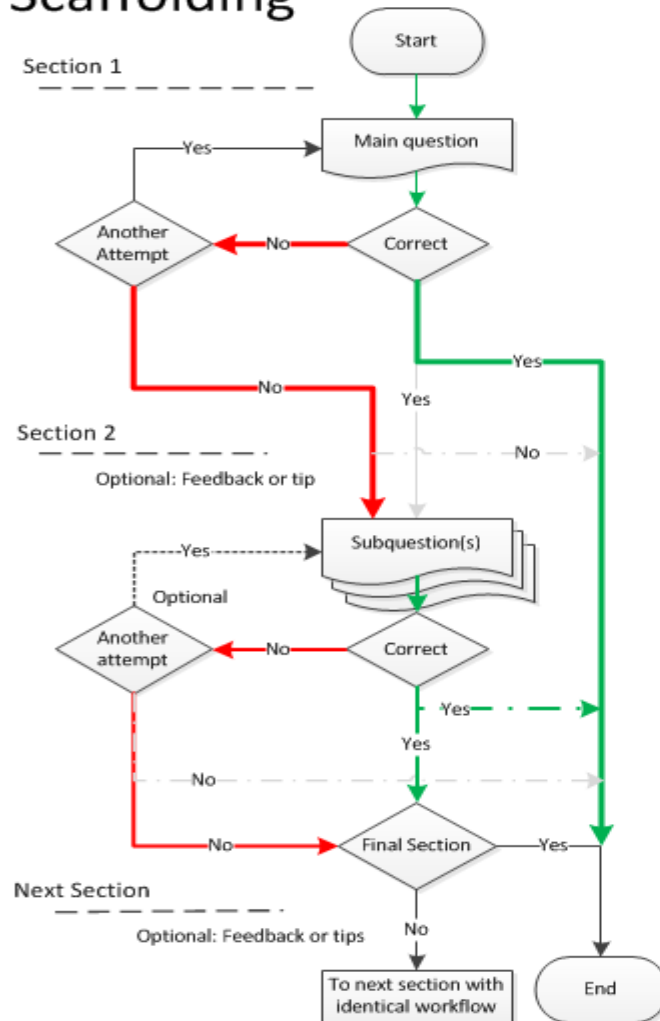 Scaffolding
Start
Section 1
Main question
Yes
Another
Attempt
No
Correct
Yes
No
Yes
Section 2
No
Optional: Feedback or tip
Subquestion(s)
Yes
Optional
Another
attempt
No
Correct
Yes
Yes
No
No
Final Section
Yes
Next Section
No
Optional: Feedback or tips
To next section with
identical workflow
End